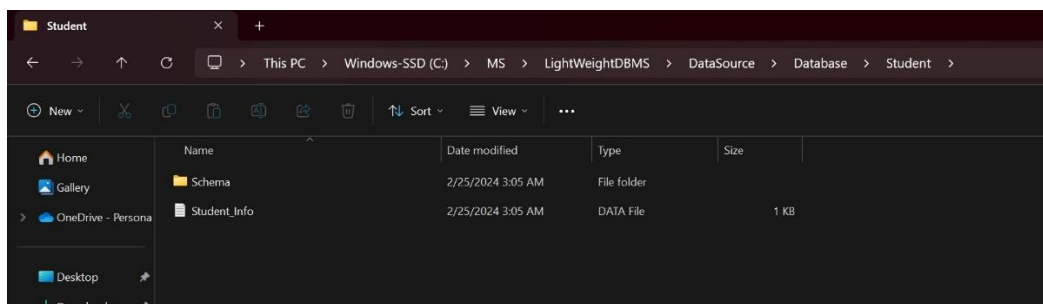 Student
This PC > Windows-SSD (C:) > MS > LightWeightDBMS > DataSource > Database > Student >
New Sort View
Name Date modified Type Size
Home
Gallery
OneDrive - Persona
Desktop
Schema 2/25/2024 3:05 AM File folder
Student_Info 2/25/2024 3:05 AM DATA File 1 KB